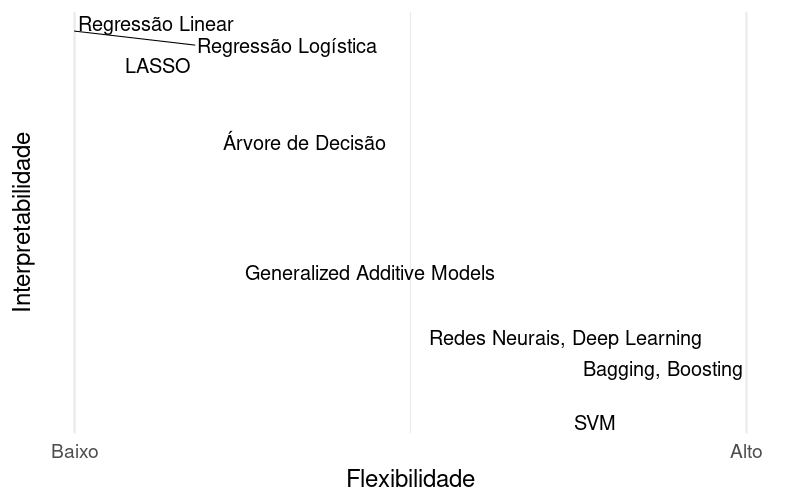 Regressão Linear
Regressão Logística
LASSO
Árvore de Decisão
Generalized Additive Models
Redes Neurais, Deep Learning
Bagging, Boosting
SVM
Interpretabilidade
Baixo
Alto
Flexibilidade